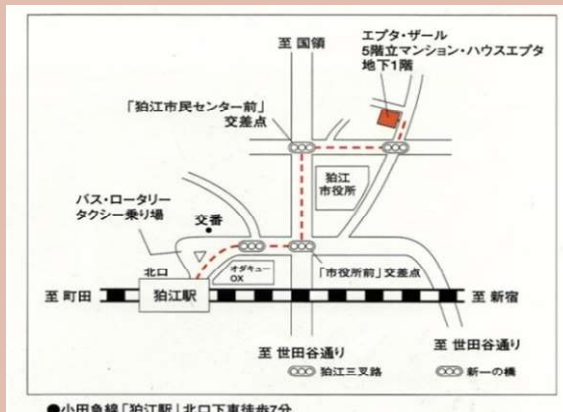 至 国領
エプタ・ザール
5階立マンション・ハウスエプタ
地下1階
「狛江市民センター前」
交差点
狛江
市役所
バス・ロータリー
タクシー乗り場
交番
北口
オダキュー
OX
「市役所前」交差点
至 町田
狛江駅
至 新宿
至 世田谷通り
狛江三叉路
至 世田谷通り
新一の橋
●小田急線「狛江駅」北口下車徒歩7分